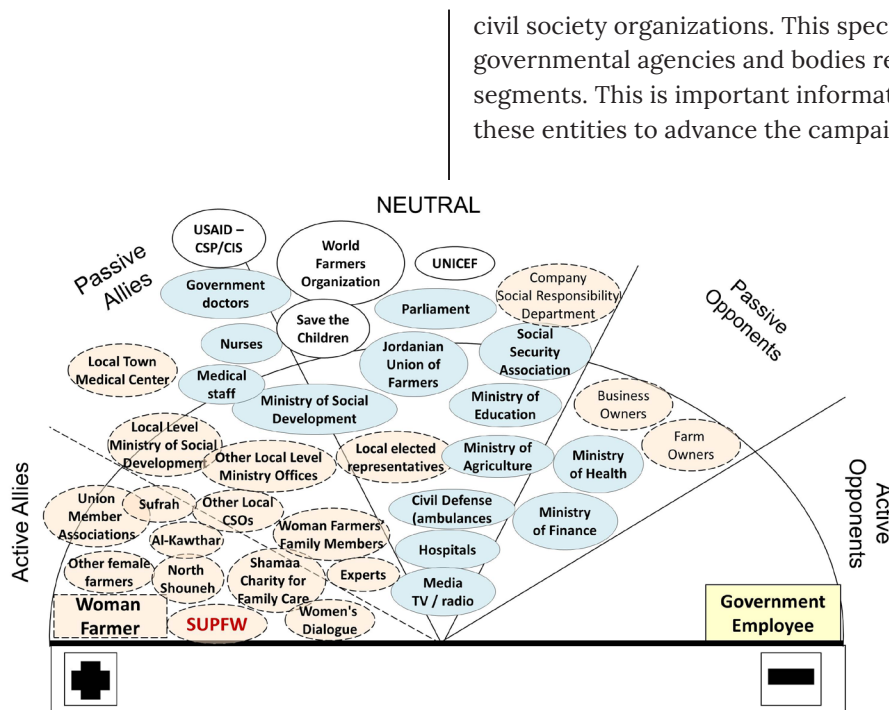 civil society organizations. This spec
governmental agencies and bodies re
segments. This is important informat
these entities to advance the campai
NEUTRAL
Passive
Allies
Passive
Opponents
Active Allies
Active
Opponents
USAID –
CSP/CIS
World
Farmers
Organization
UNICEF
Company
Social Responsibility
Department
Government
doctors
Parliament
Save the
Children
Nurses
Jordanian
Union of
Farmers
Social
Security
Association
Local Town
Medical Center
Medical
staff
Ministry of Social
Development
Ministry of
Education
Business
Owners
Farm
Owners
Local Level
Ministry of Social
Development
Other Local Level
Ministry Offices
Local elected
representatives
Ministry of
Agriculture
Ministry
of Health
Union
Member
Associations
Sufrah
Other Local
CSOs
Civil Defense
(ambulances
Ministry
of Finance
Al-Kawthar
Woman Farmers'
Family Members
Hospitals
Other female
farmers
North
Shouneh
Shamaa
Charity for
Family Care
Experts
Media
TV / radio
Woman
Farmer
SUPFW
Women's
Dialogue
Government
Employee